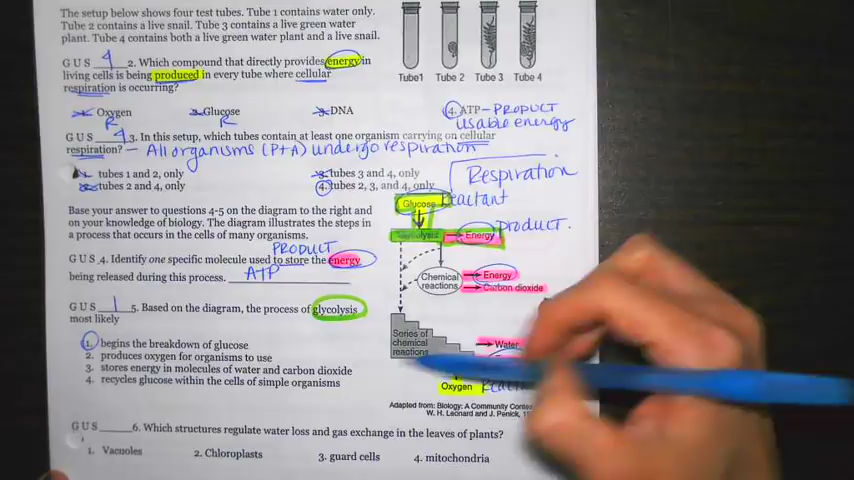 The setup below shows four test tubes. Tube 1 contains water only.
Tube 2 contains a live snail. Tube 3 contains a live green water
plant. Tube 4 contains both a live green water plant and a live snail.
Tube1 Tube 2 Tube 3 Tube 4
G U S 4 2. Which compound that directly provides energy in
living cells is being produced in every tube where cellular
respiration is occurring?
1. Oxygen 2. Glucose 3. DNA 4. ATP - PRODUCT
R R usable energy
G U S 4 3. In this setup, which tubes contain at least one organism carrying on cellular
respiration? - All organisms (P+A) undergo respiration
tubes 1 and 2, only 3. tubes 3 and 4, only
tubes 2 and 4, only 4. tubes 2, 3, and 4, only
Respiration
Glucose Reactant
Glycolysis Energy product.
Base your answer to questions 4-5 on the diagram to the right and
on your knowledge of biology. The diagram illustrates the steps in
a process that occurs in the cells of many organisms.
PRODUCT
G U S 4. Identify one specific molecule used to store the energy
being released during this process. ATP
Chemical
reactions
Energy
Carbon dioxide
G U S 1 5. Based on the diagram, the process of glycolysis
most likely
1. begins the breakdown of glucose
2. produces oxygen for organisms to use
3. stores energy in molecules of water and carbon dioxide
4. recycles glucose within the cells of simple organisms
Series of
chemical
reactions
Water
Oxygen
Adapted from: Biology: A Community
W. H. Leonard and J. Penick,
G U S 6. Which structures regulate water loss and gas exchange in the leaves of plants?
1. Vacuoles 2. Chloroplasts 3. guard cells 4. mitochondria